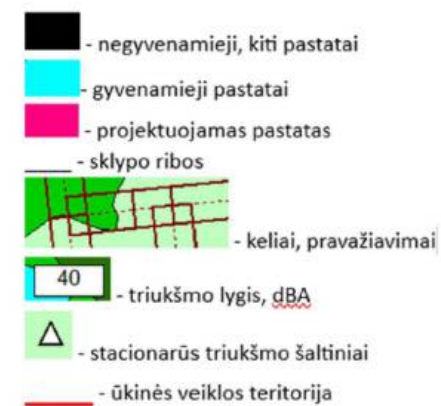 - negyvenamieji, kiti pastatai
- gyvenamieji pastatai
- projektuojamas pastatas
- sklypo ribos
- keliai, pravažiavimai
40 - triukšmo lygis, dBA
- stacionarūs triukšmo šaltiniai
- ūkinės veiklos teritorija